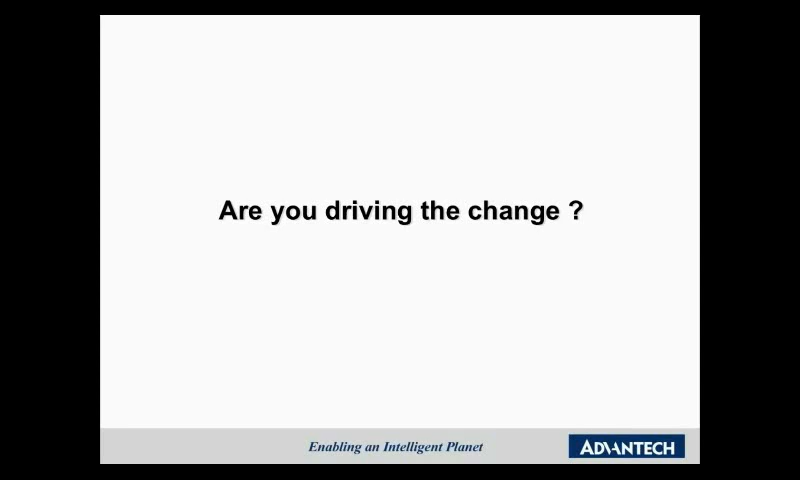 Are you driving the change ?
Enabling an Intelligent Planet
ADVANTECH